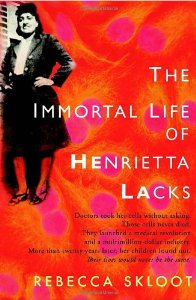 THE
IMMORTAL LIFE
OF
HENRIETTA
LACKS
Doctors took her cells without asking.
Those cells never died.
They launched a medical revolution
and a multimillion-dollar industry.
More than twenty years later, her children found out.
Their lives would never be the same.
REBECCA SKLOOT